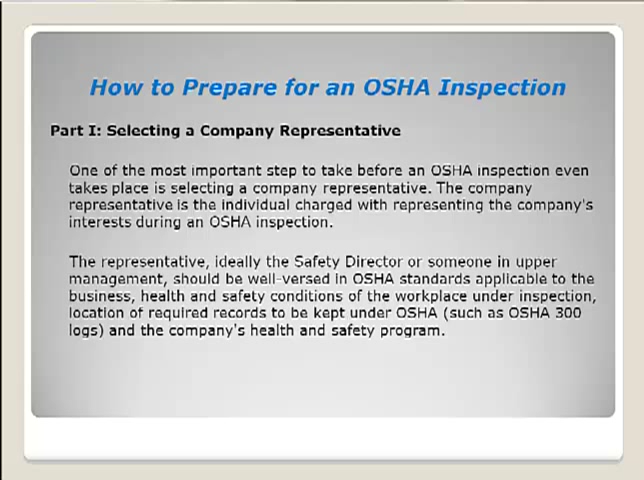 How to Prepare for an OSHA Inspection
Part I: Selecting a Company Representative
One of the most important step to take before an OSHA inspection even
takes place is selecting a company representative. The company
representative is the individual charged with representing the company's
interests during an OSHA inspection.
The representative, ideally the Safety Director or someone in upper
management, should be well-versed in OSHA standards applicable to the
business, health and safety conditions of the workplace under inspection,
location of required records to be kept under OSHA (such as OSHA 300
logs) and the company's health and safety program.